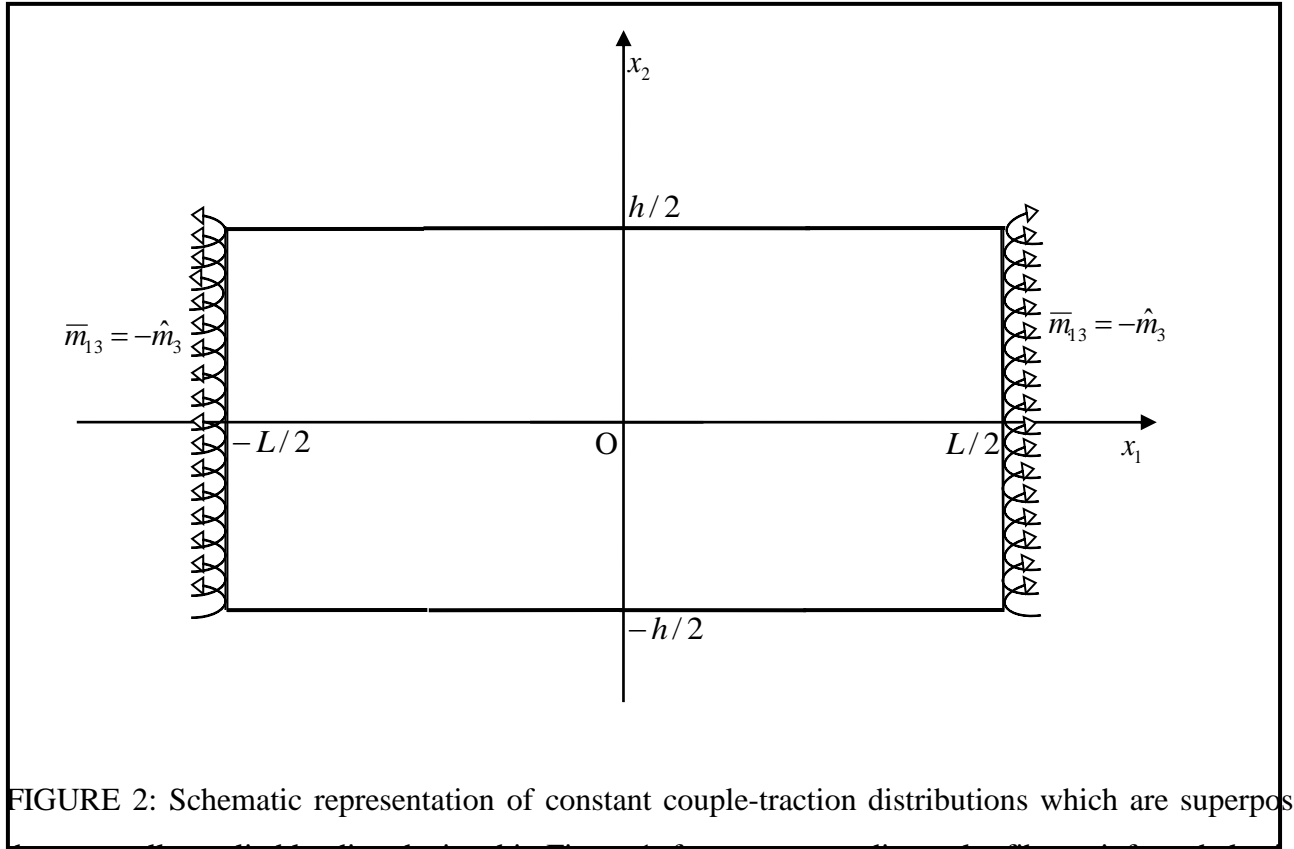 x₂
h/2
m̅₁₃ = −m̂₃
m̅₁₃ = −m̂₃
−L/2
O
L/2
x₁
−h/2
FIGURE 2: Schematic representation of constant couple-traction distributions which are superpos